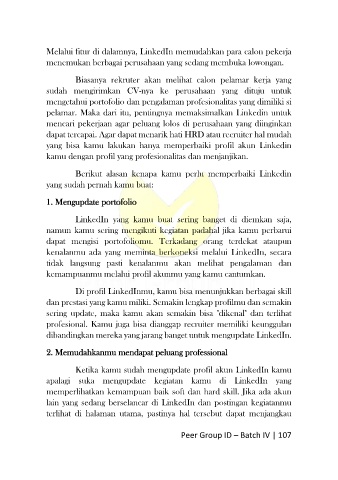 Melalui fitur di dalamnya, LinkedIn memudahkan para calon pekerja
menemukan berbagai perusahaan yang sedang membuka lowongan.
Biasanya rekruter akan melihat calon pelamar kerja yang
sudah mengirimkan CV-nya ke perusahaan yang dituju untuk
mengetahui portofolio dan pengalaman profesionalitas yang dimiliki si
pelamar. Maka dari itu, pentingnya memaksimalkan Linkedin untuk
mencari pekerjaan agar peluang lolos di perusahaan yang diinginkan
dapat tercapai. Agar dapat menarik hati HRD atau recruiter hal mudah
yang bisa kamu lakukan hanya memperbaiki profil akun Linkedin
kamu dengan profil yang profesionalitas dan menjanjikan.
Berikut alasan kenapa kamu perlu memperbaiki Linkedin
yang sudah pernah kamu buat:
1. Mengupdate portofolio
LinkedIn yang kamu buat sering banget di diemkan saja,
namun kamu sering mengikuti kegiatan padahal jika kamu perbarui
dapat mengisi portofoliomu. Terkadang orang terdekat ataupun
kenalanmu ada yang meminta berkoneksi melalui LinkedIn, secara
tidak langsung pasti kenalanmu akan melihat pengalaman dan
kemampuanmu melalui profil akunmu yang kamu cantumkan.
Di profil LinkedInmu, kamu bisa menunjukkan berbagai skill
dan prestasi yang kamu miliki. Semakin lengkap profilmu dan semakin
sering update, maka kamu akan semakin bisa "dikenal" dan terlihat
profesional. Kamu juga bisa dianggap recruiter memiliki keunggulan
dibandingkan mereka yang jarang banget untuk mengupdate LinkedIn.
2. Memudahkanmu mendapat peluang professional
Ketika kamu sudah mengupdate profil akun LinkedIn kamu
apalagi suka mengupdate kegiatan kamu di LinkedIn yang
memperlihatkan kemampuan baik soft dan hard skill. Jika ada akun
lain yang sedang berselancar di LinkedIn dan postingan kegiatanmu
terlihat di halaman utama, pastinya hal tersebut dapat menjangkau
Peer Group ID – Batch IV | 107